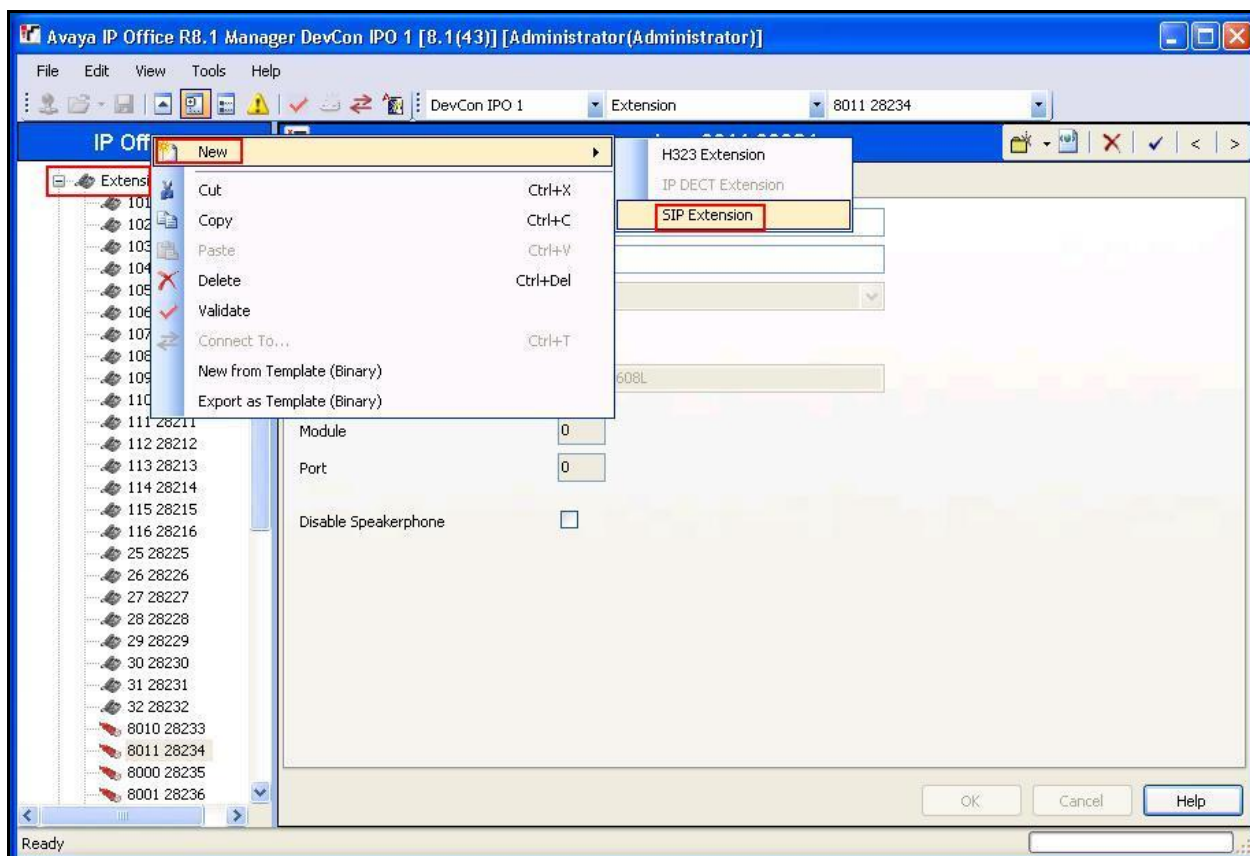 Avaya IP Office R8.1 Manager DevCon IPO 1 [8.1(43)] [Administrator(Administrator)]
File Edit View Tools Help
DevCon IPO 1 Extension 8011 28234
IP Off
New
Cut Ctrl+X
Copy Ctrl+C
Paste Ctrl+V
Delete Ctrl+Del
Validate
Connect To... Ctrl+T
New from Template (Binary)
Export as Template (Binary)
H323 Extension
IP DECT Extension
SIP Extension
Extensi
101
102
103
104
105
106
107
108
109
110
111 28211
112 28212
113 28213
114 28214
115 28215
116 28216
25 28225
26 28226
27 28227
28 28228
29 28229
30 28230
31 28231
32 28232
8010 28233
8011 28234
8000 28235
8001 28236
608L
Module 0
Port 0
Disable Speakerphone
OK Cancel Help
Ready